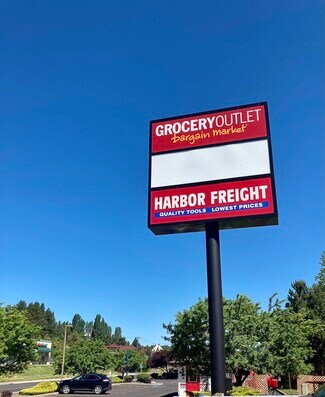 GROCERY OUTLET
bargain market
HARBOR FREIGHT
QUALITY TOOLS LOWEST PRICES